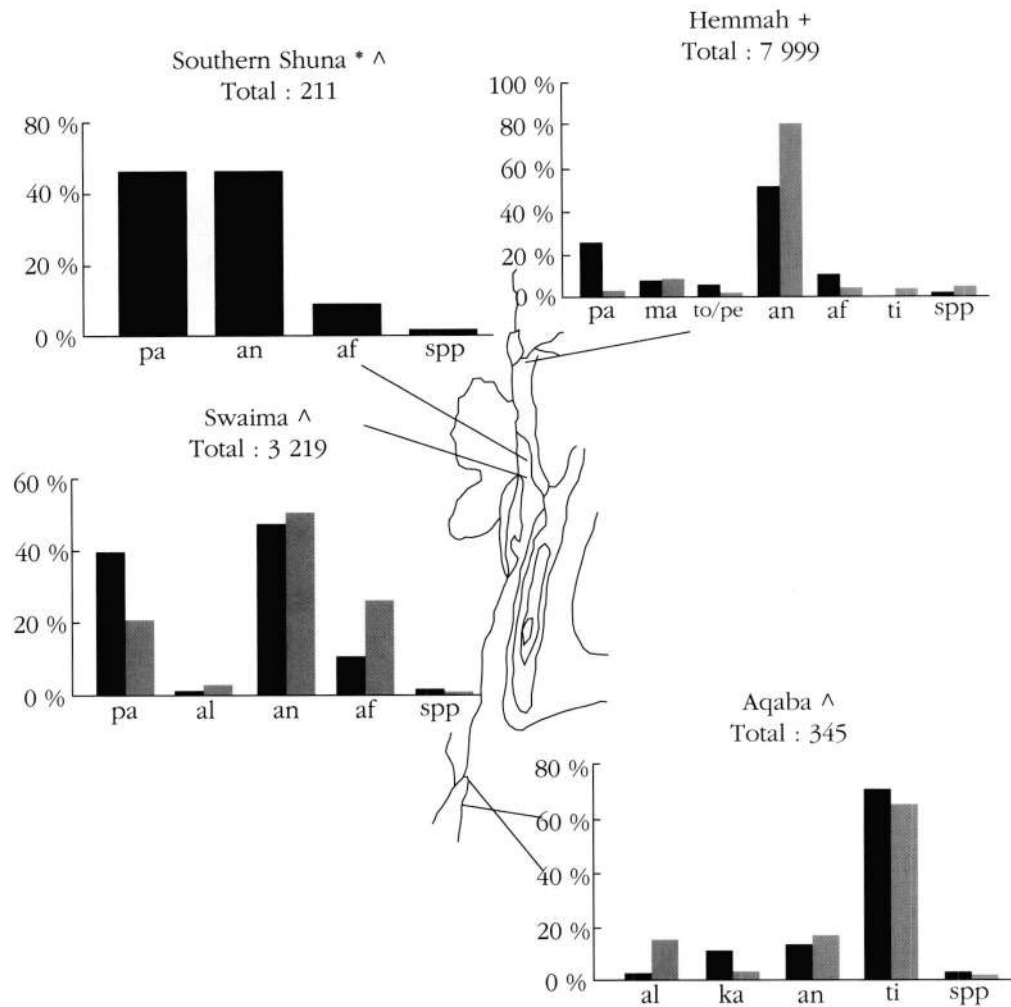 Southern Shuna * ^
Total : 211
80 %
40 %
20 %
0 %
pa an af spp
Hemmah +
Total : 7 999
100 %
80 %
60 %
40 %
20 %
0 %
pa ma to/pe an af ti spp
Swaima ^
Total : 3 219
60 %
40 %
20 %
0 %
pa al an af spp
Aqaba ^
Total : 345
80 %
60 %
40 %
20 %
0 %
al ka an ti spp